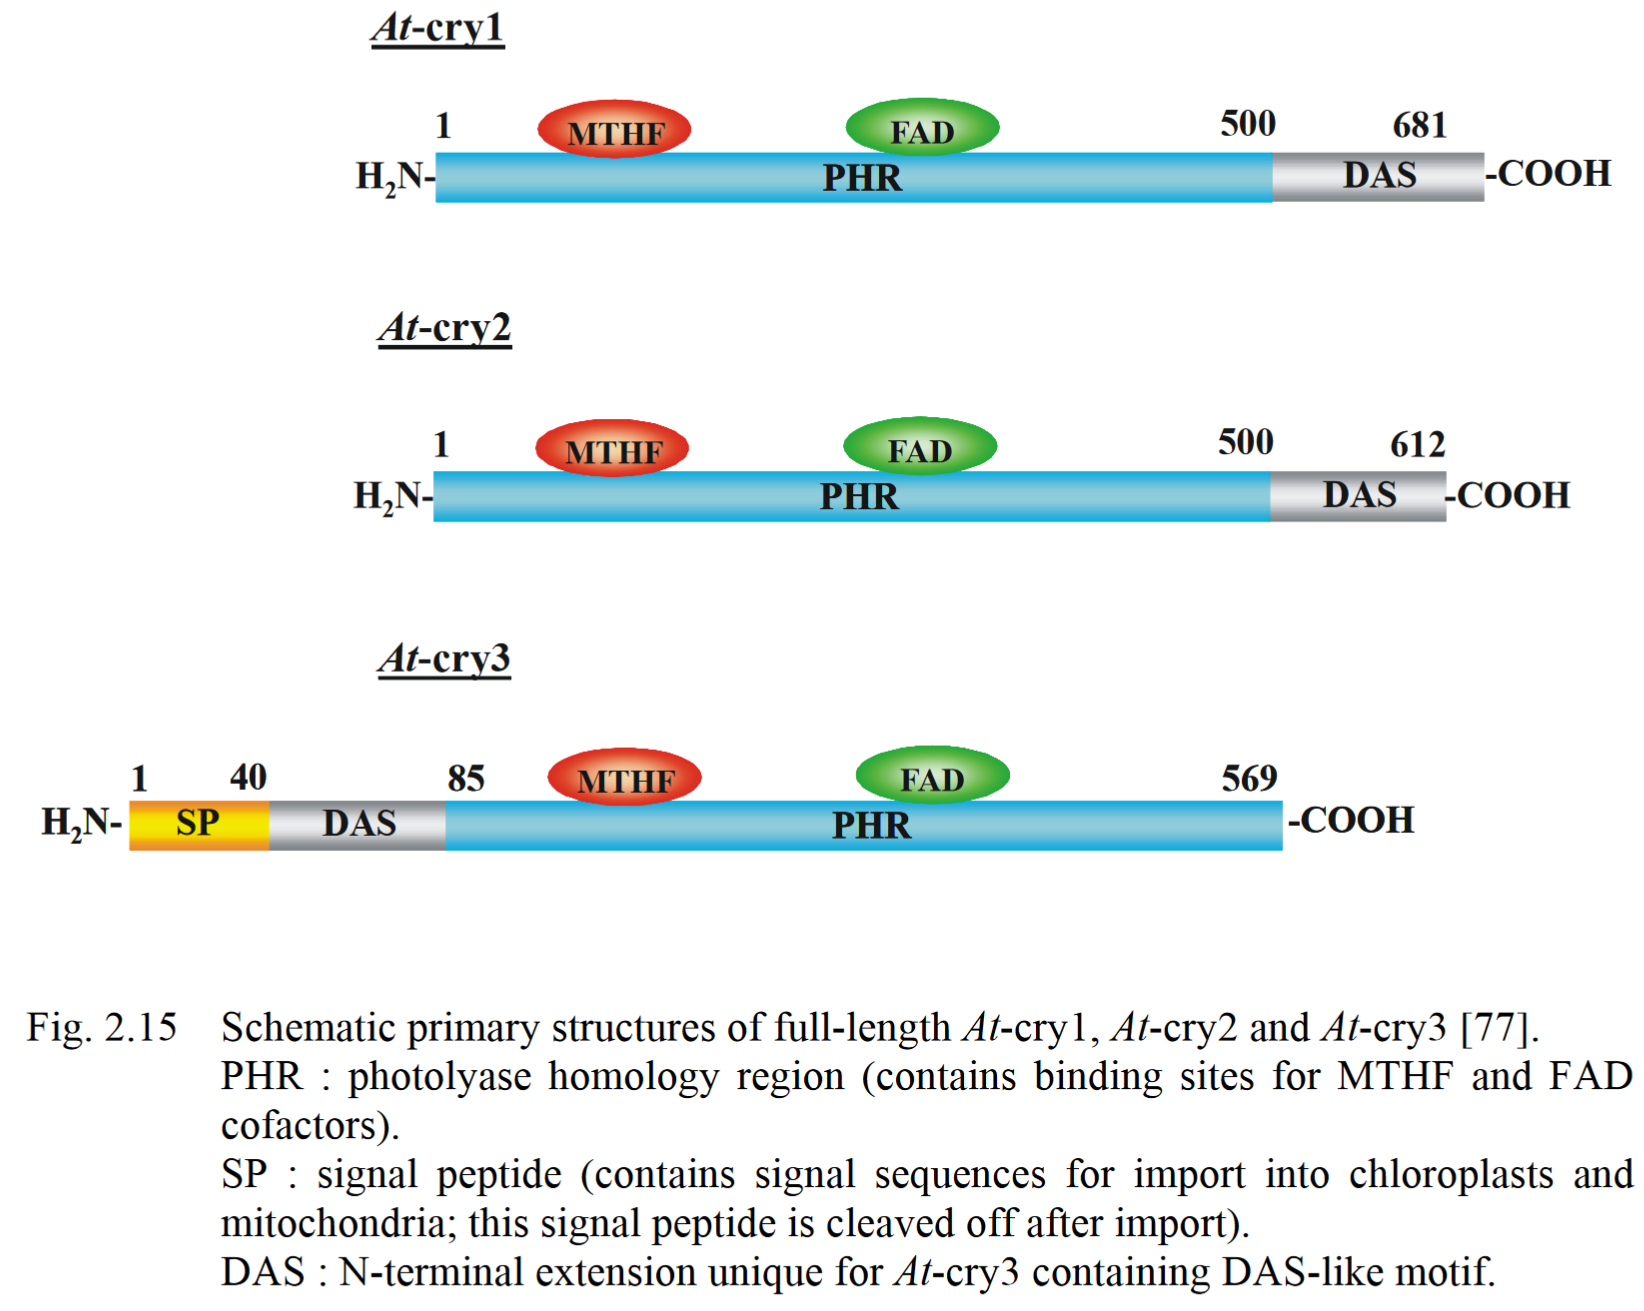 At-cry1
1 MTHF FAD 500 681
H₂N- PHR DAS -COOH
At-cry2
1 MTHF FAD 500 612
H₂N- PHR DAS -COOH
At-cry3
1 40 85 MTHF FAD 569
H₂N- SP DAS PHR -COOH
Fig. 2.15 Schematic primary structures of full-length At-cry1, At-cry2 and At-cry3 [77].
PHR : photolyase homology region (contains binding sites for MTHF and FAD
cofactors).
SP : signal peptide (contains signal sequences for import into chloroplasts and
mitochondria; this signal peptide is cleaved off after import).
DAS : N-terminal extension unique for At-cry3 containing DAS-like motif.